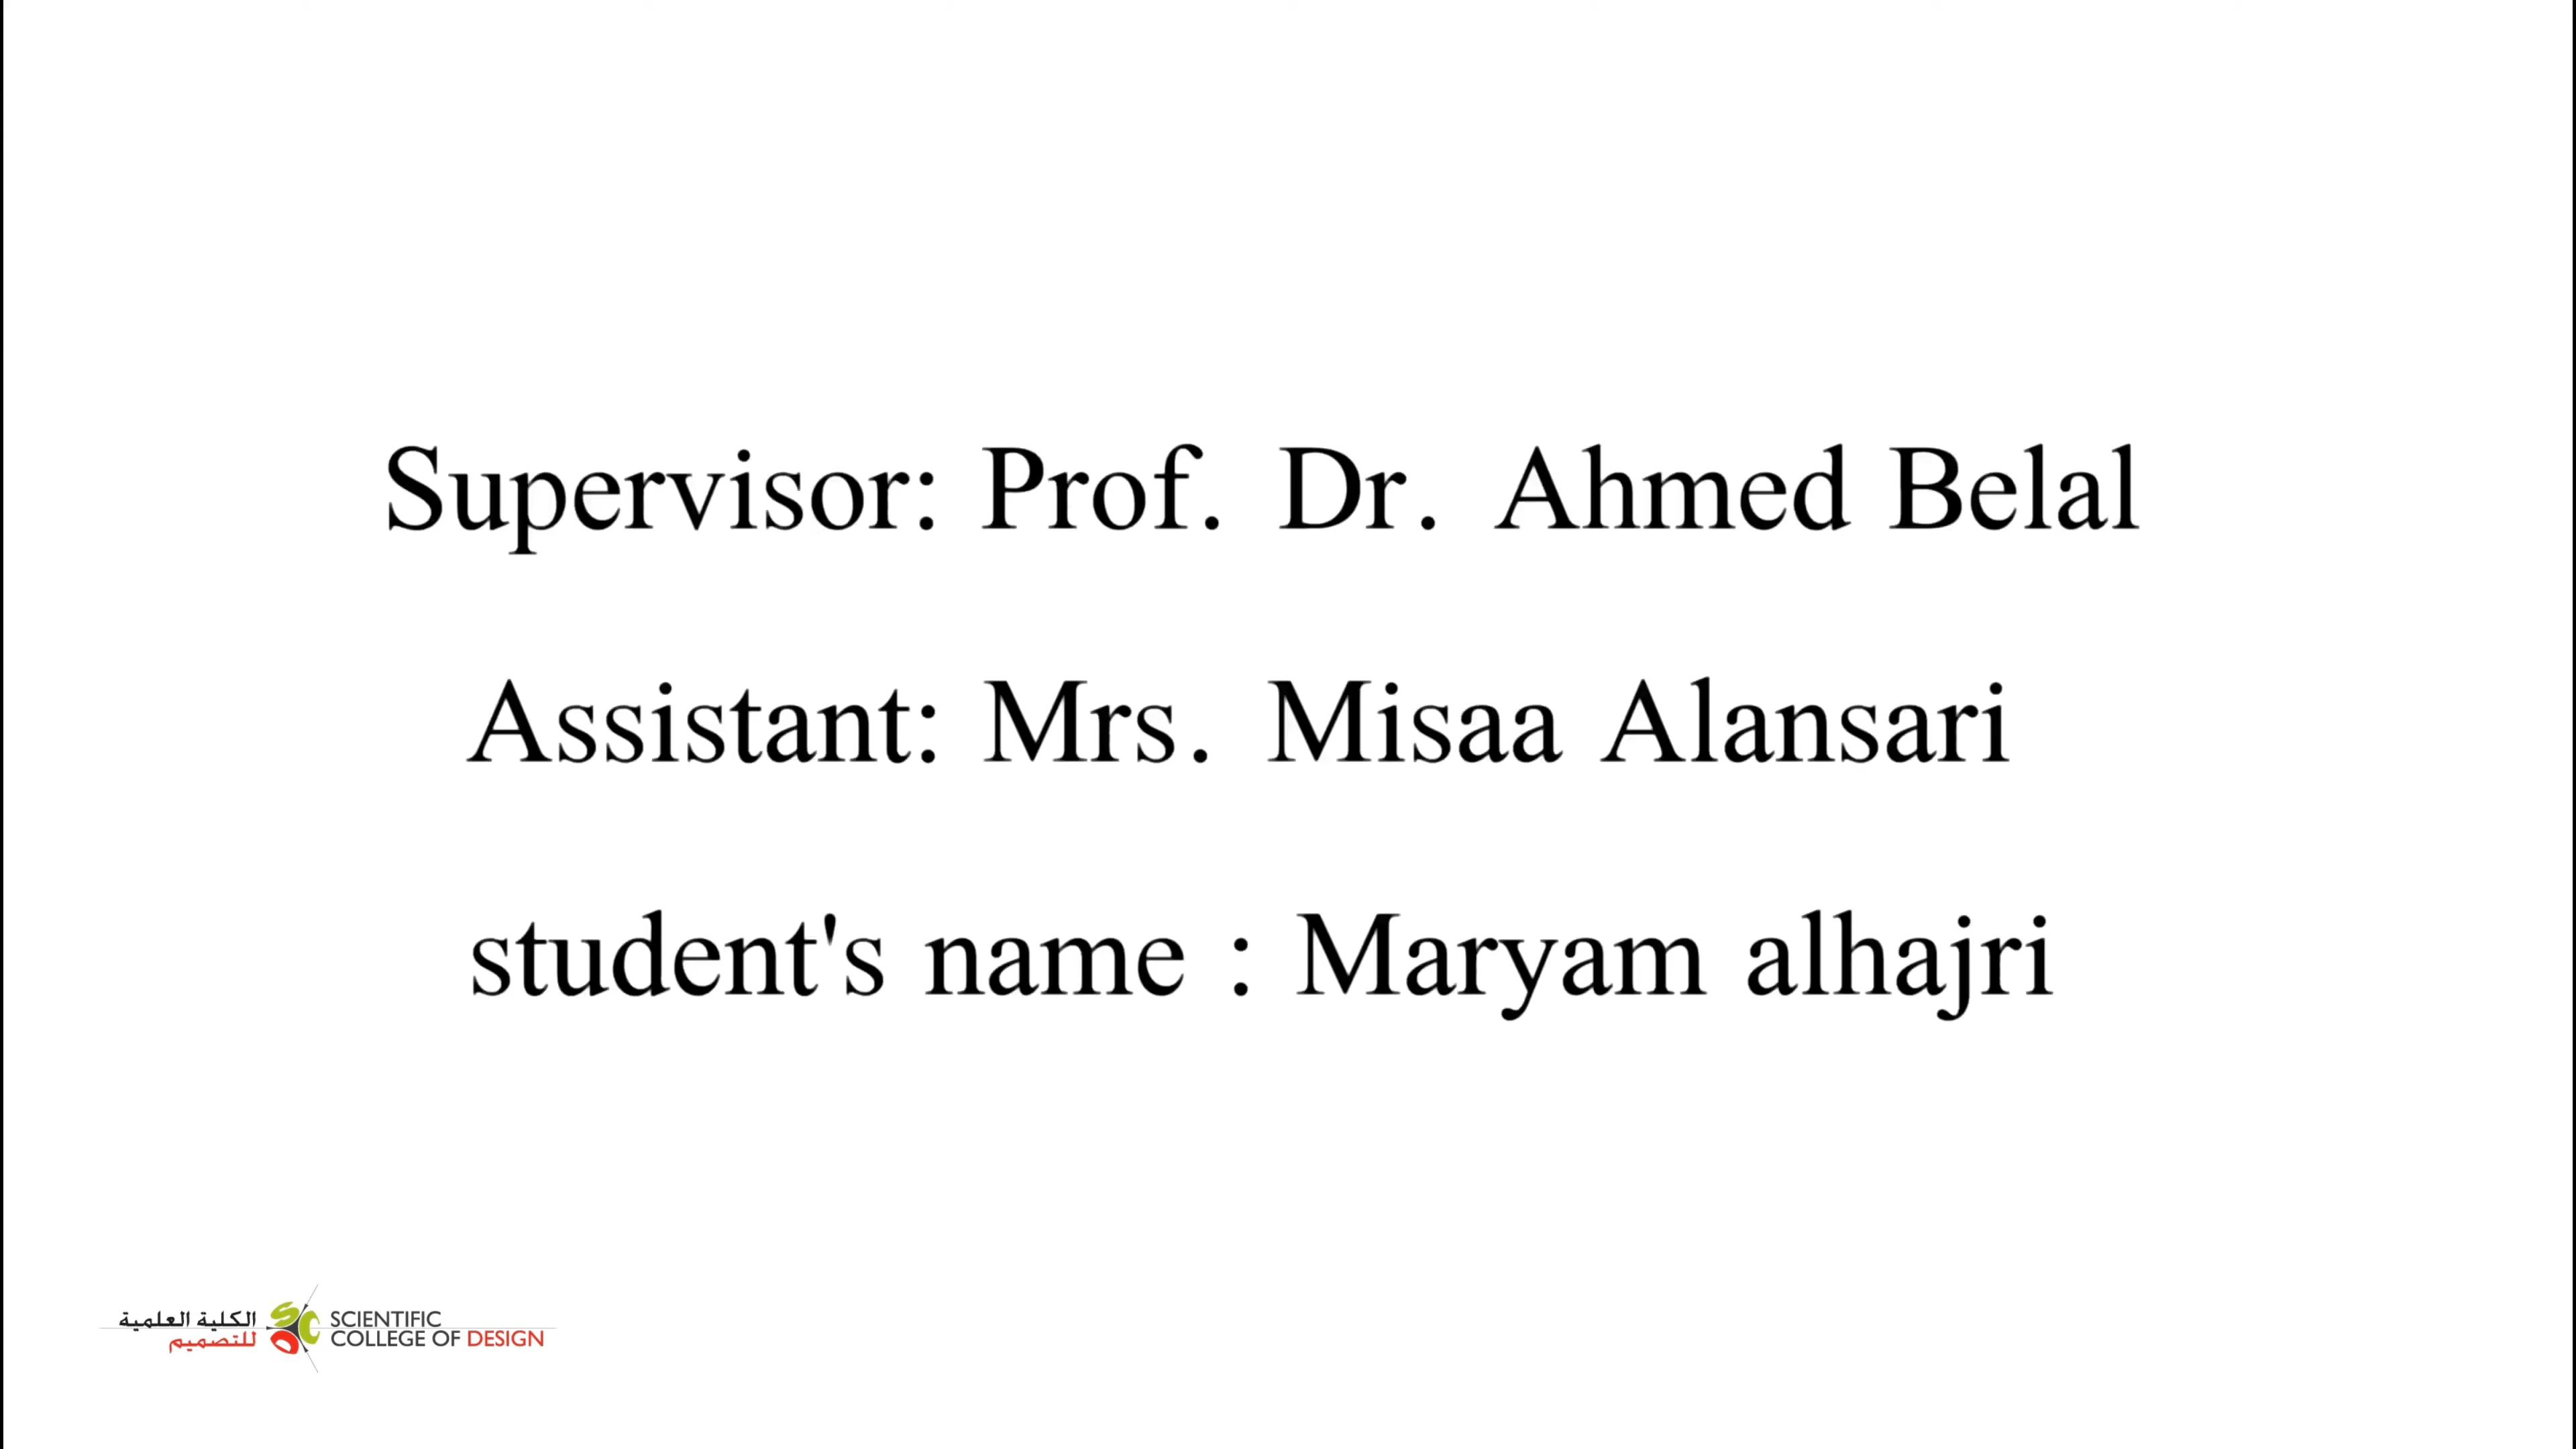 Supervisor: Prof. Dr. Ahmed Belal
Assistant: Mrs. Misaa Alansari
student's name : Maryam alhajri
الكلية العلمية
للتصميم
SCD
SCIENTIFIC
COLLEGE OF DESIGN